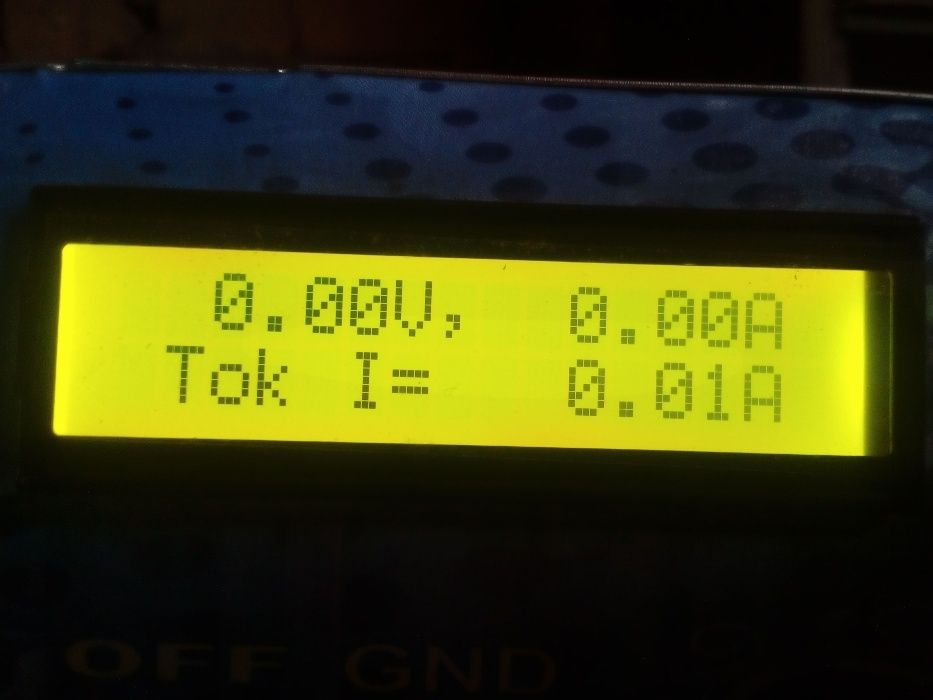 0.00V, 0.00A
Tok I= 0.01A
OFF GND